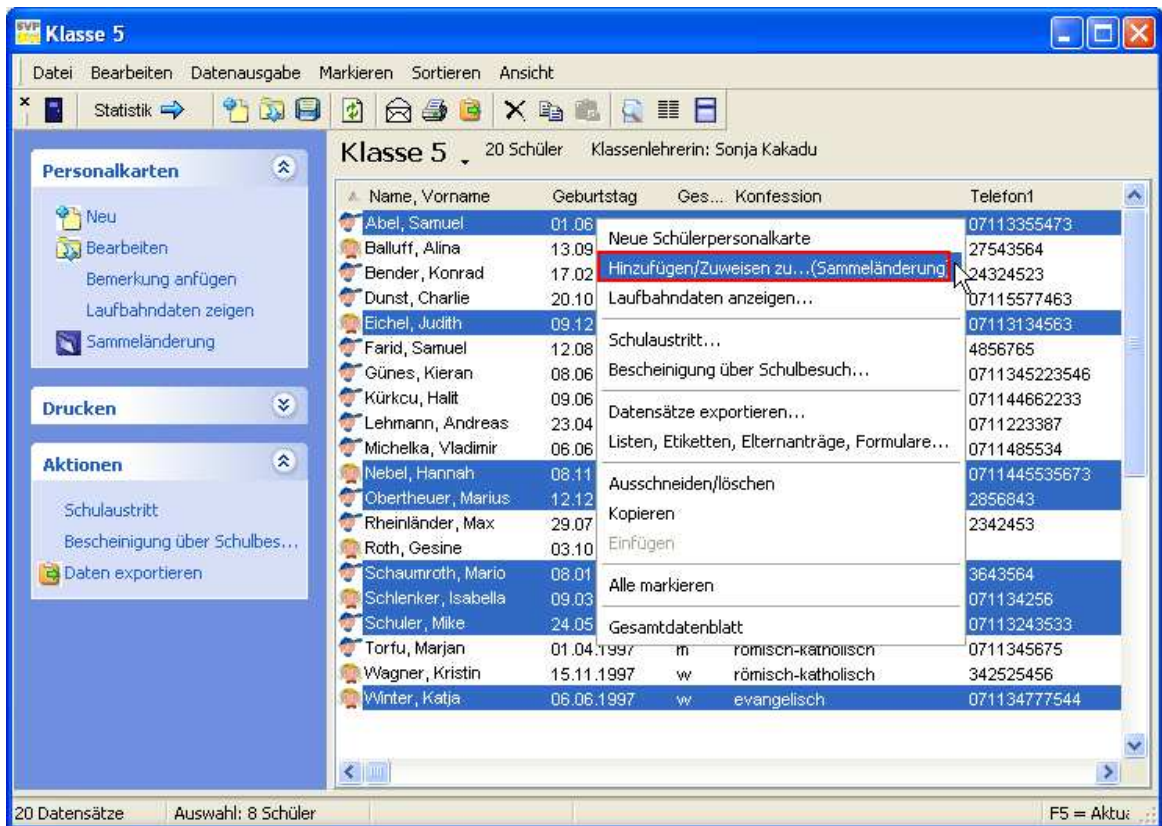 SVP
Klasse 5
Datei Bearbeiten Datenausgabe Markieren Sortieren Ansicht
Statistik
Personalkarten
Neu
Bearbeiten
Bemerkung anfügen
Laufbahndaten zeigen
Sammeländerung
Drucken
Aktionen
Schulaustritt
Bescheinigung über Schulbes...
Daten exportieren
Klasse 5 20 Schüler Klassenlehrerin: Sonja Kakadu
Name, Vorname Geburtstag Ges... Konfession Telefon1
Abel, Samuel 01.06 07113355473
Balluff, Alina 13.09 27543564
Bender, Konrad 17.02 24324523
Dunst, Charlie 20.10 07115577463
Eichel, Judith 09.12 07113134563
Farid, Samuel 12.08 4856765
Günes, Kieran 08.06 0711345223546
Kürkcu, Halit 09.06 071144662233
Lehmann, Andreas 23.04 0711223387
Michelka, Vladimir 06.06 0711485534
Nebel, Hannah 08.11 0711445535673
Obertheuer, Marius 12.12 2856843
Rheinländer, Max 29.07 2342453
Roth, Gesine 03.10
Schaumroth, Mario 08.01 3643564
Schlenker, Isabella 09.03 071134256
Schuler, Mike 24.05 07113243533
Torfu, Marjan 01.04.1997 m römisch-katholisch 0711345675
Wagner, Kristin 15.11.1997 w römisch-katholisch 342525456
Winter, Katja 06.06.1997 w evangelisch 071134777544
Neue Schülerpersonalkarte
Hinzufügen/Zuweisen zu...(Sammeländerung
Laufbahndaten anzeigen...
Schulaustritt...
Bescheinigung über Schulbesuch...
Datensätze exportieren...
Listen, Etiketten, Elternanträge, Formulare...
Ausschneiden/löschen
Kopieren
Einfügen
Alle markieren
Gesamtdatenblatt
20 Datensätze Auswahl: 8 Schüler F5 = Aktu